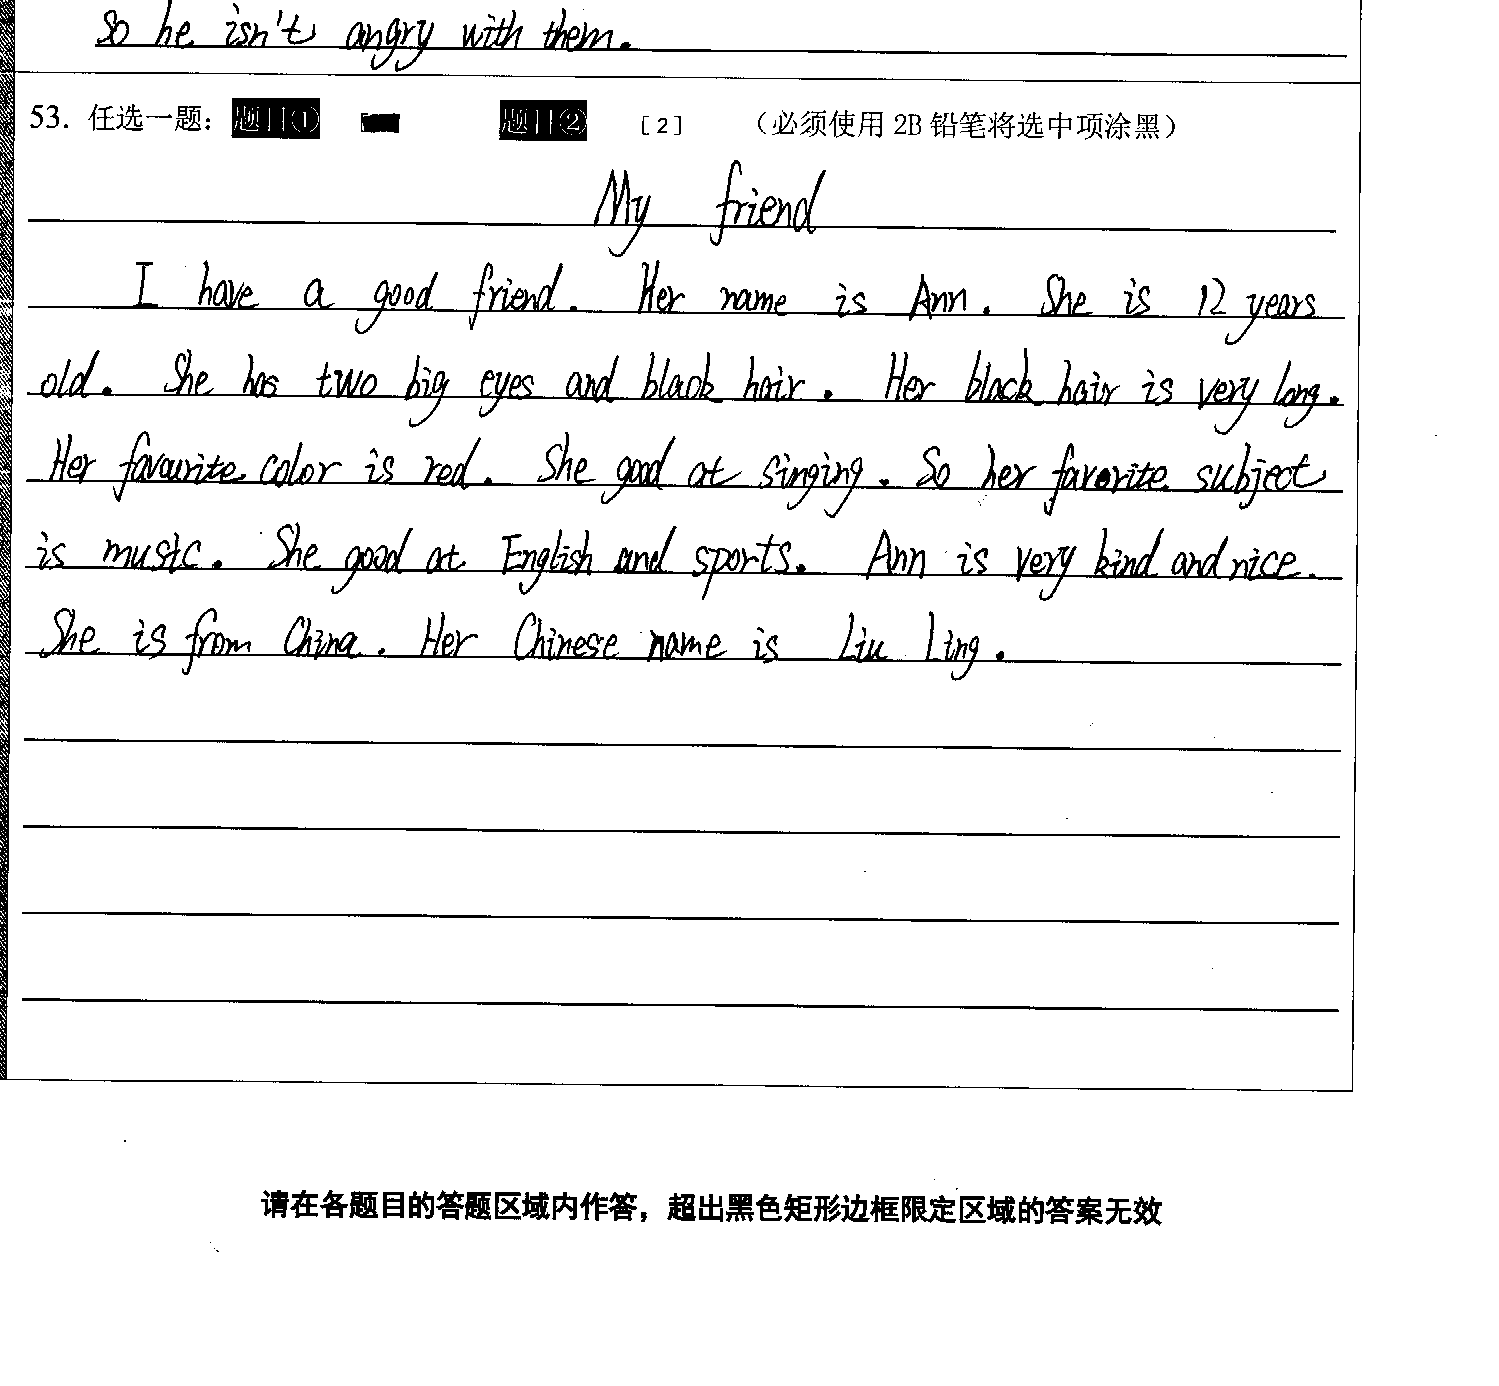 So he isn't angry with them.
53. 任选一题： 题目① 题目② [2] （必须使用 2B 铅笔将选中项涂黑）
My friend
I have a good friend. Her name is Ann. She is 12 years
old. She has two big eyes and black hair. Her black hair is very long.
Her favourite color is red. She good at singing. So her favorite subject
is music. She good at English and sports. Ann is very kind and nice.
She is from China. Her Chinese name is Liu Ling.
请在各题目的答题区域内作答，超出黑色矩形边框限定区域的答案无效